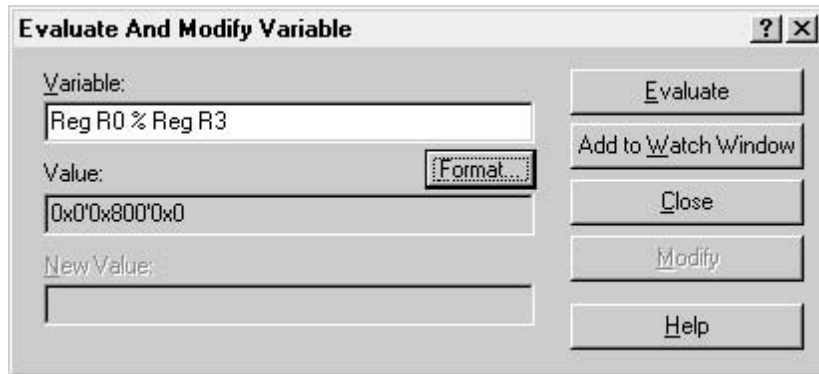 Evaluate And Modify Variable
Variable:
Reg R0 % Reg R3
Value:
Format...
0x0'0x800'0x0
New Value:
Evaluate
Add to Watch Window
Close
Modify
Help